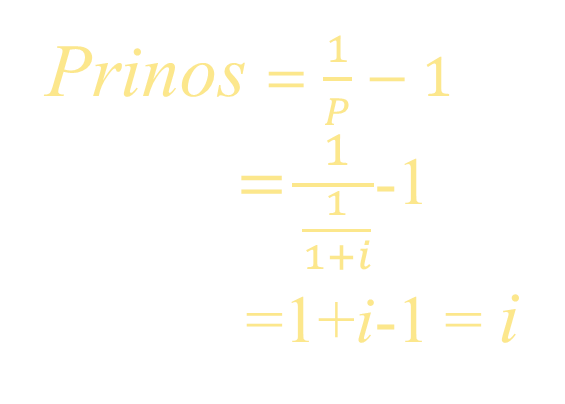 Prinos = 1/P − 1
= 1/(1/(1+i)) -1
=1+i-1 = i